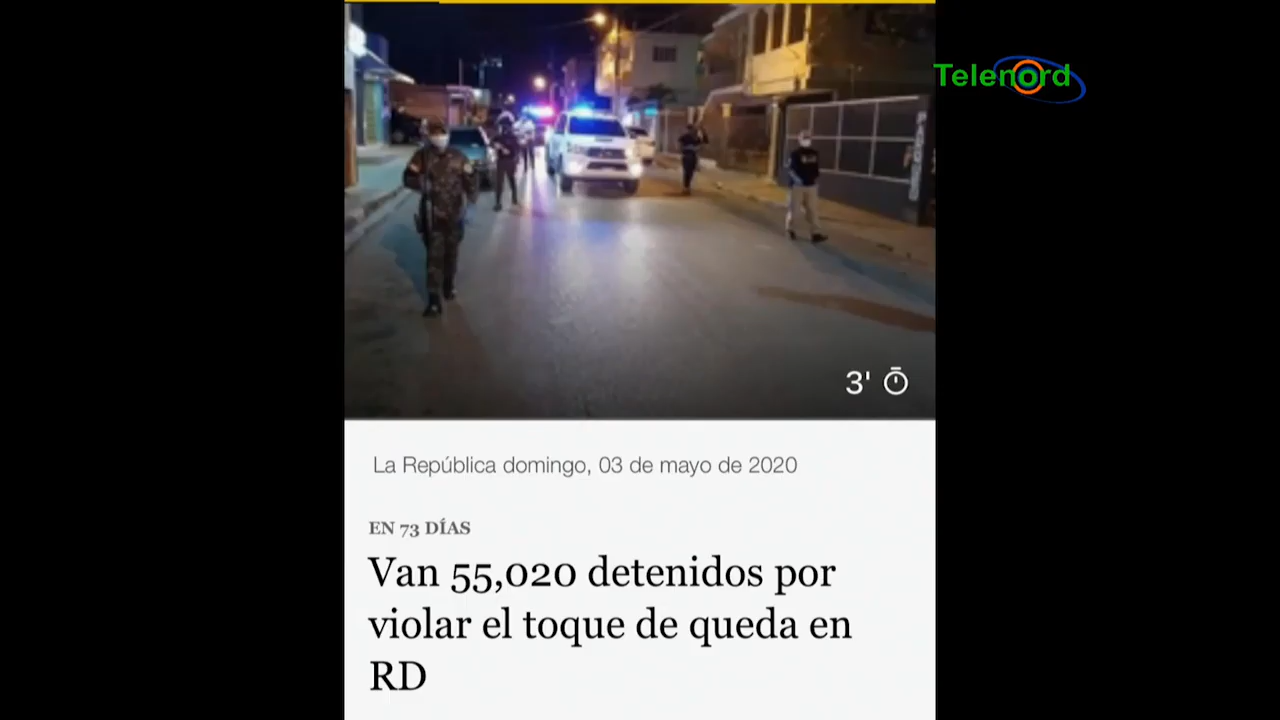 Telenord
3'
La República domingo, 03 de mayo de 2020
EN 73 DÍAS
Van 55,020 detenidos por
violar el toque de queda en
RD